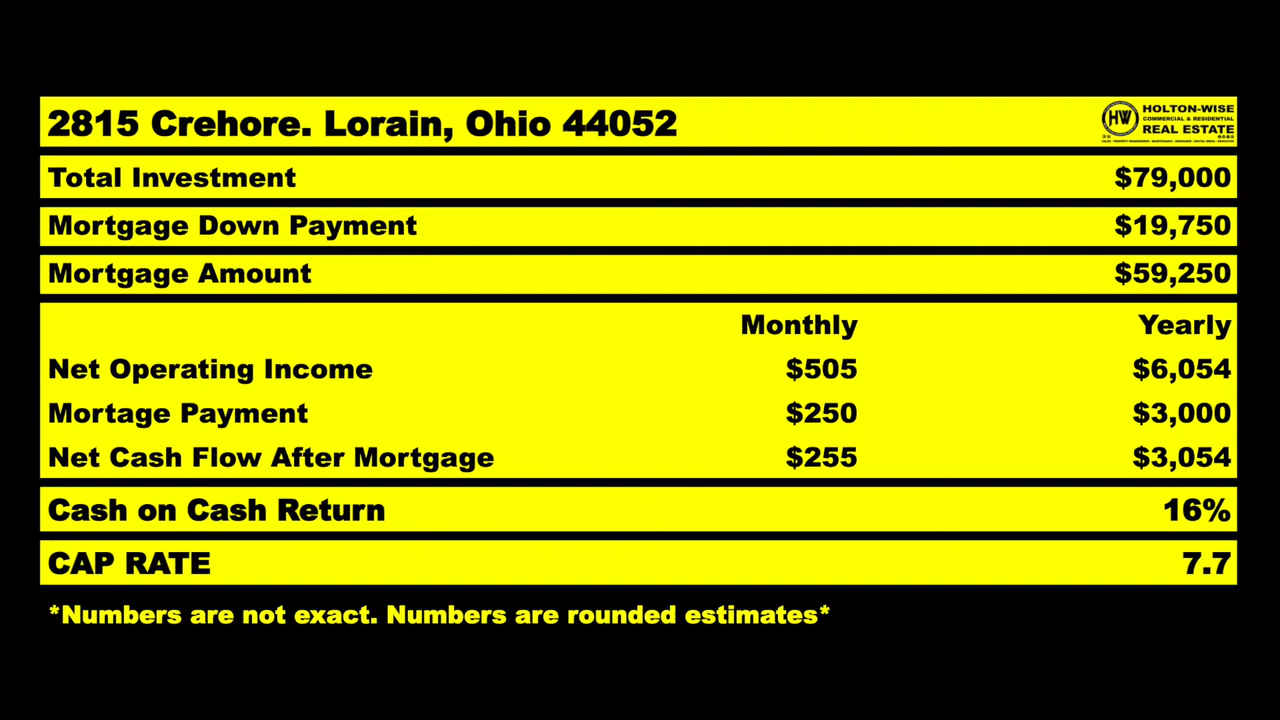 2815 Crehore. Lorain, Ohio 44052
HW
HOLTON-WISE
COMMERCIAL & RESIDENTIAL
REAL ESTATE
Total Investment $79,000
Mortgage Down Payment $19,750
Mortgage Amount $59,250
Monthly Yearly
Net Operating Income $505 $6,054
Mortage Payment $250 $3,000
Net Cash Flow After Mortgage $255 $3,054
Cash on Cash Return 16%
CAP RATE 7.7
*Numbers are not exact. Numbers are rounded estimates*